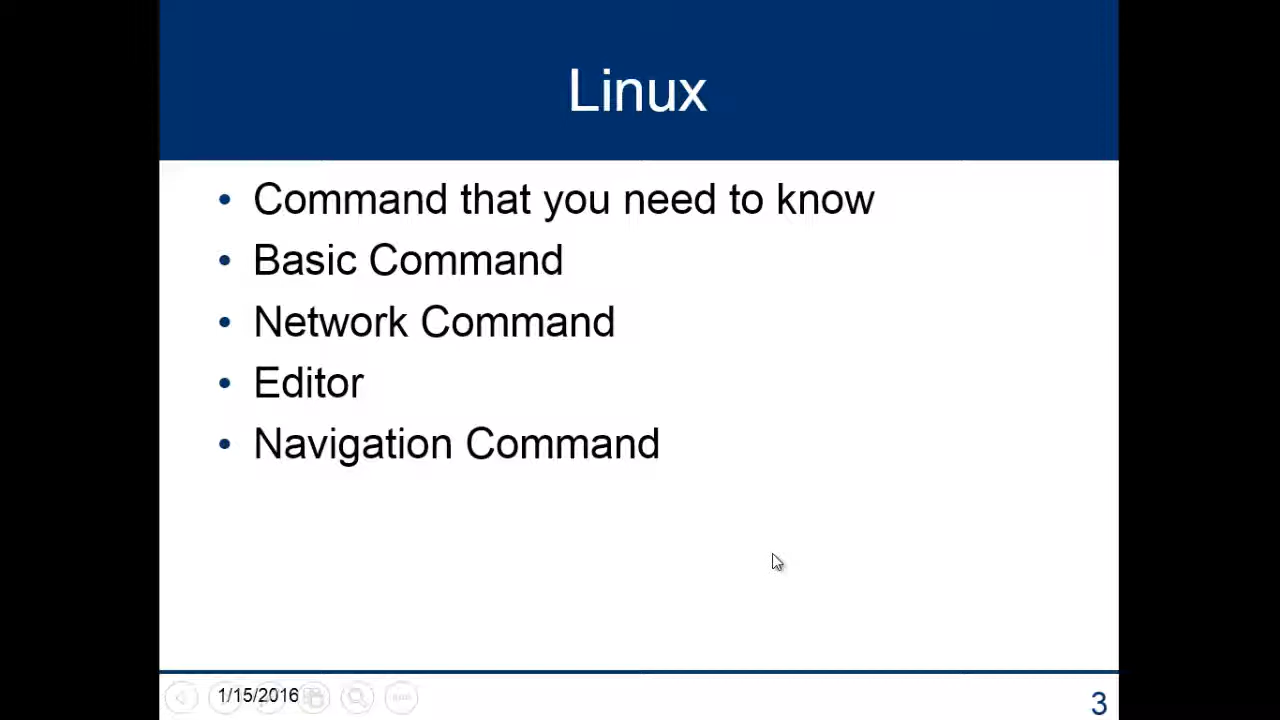 Linux
• Command that you need to know
• Basic Command
• Network Command
• Editor
• Navigation Command
1/15/2016
3